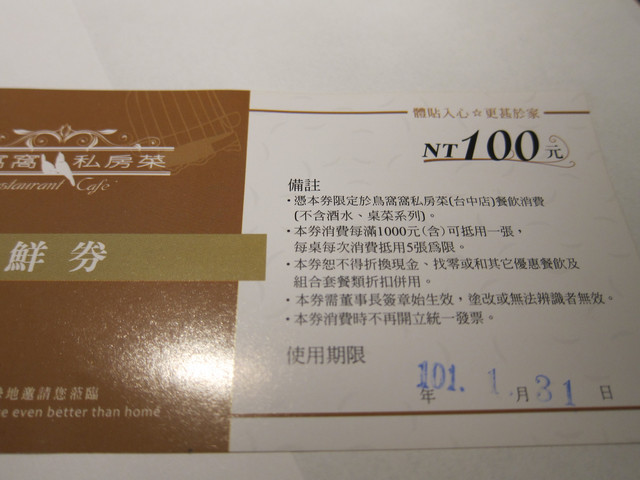 窩窩私房菜
estaurant Cafe
鮮券
地邀請您蒞臨
e even better than home
體貼入心☆更甚於家
NT100元
備註
・憑本券限定於鳥窩窩私房菜(台中店)餐飲消費
(不含酒水、桌菜系列)。
・本券消費每滿1000元(含)可抵用一張，
每桌每次消費抵用5張為限。
・本券恕不得折換現金、找零或和其它優惠餐飲及
組合套餐類折扣併用。
・本券需董事長簽章始生效，塗改或無法辨識者無效。
・本券消費時不再開立統一發票。
使用期限
101.年 1.月 31日